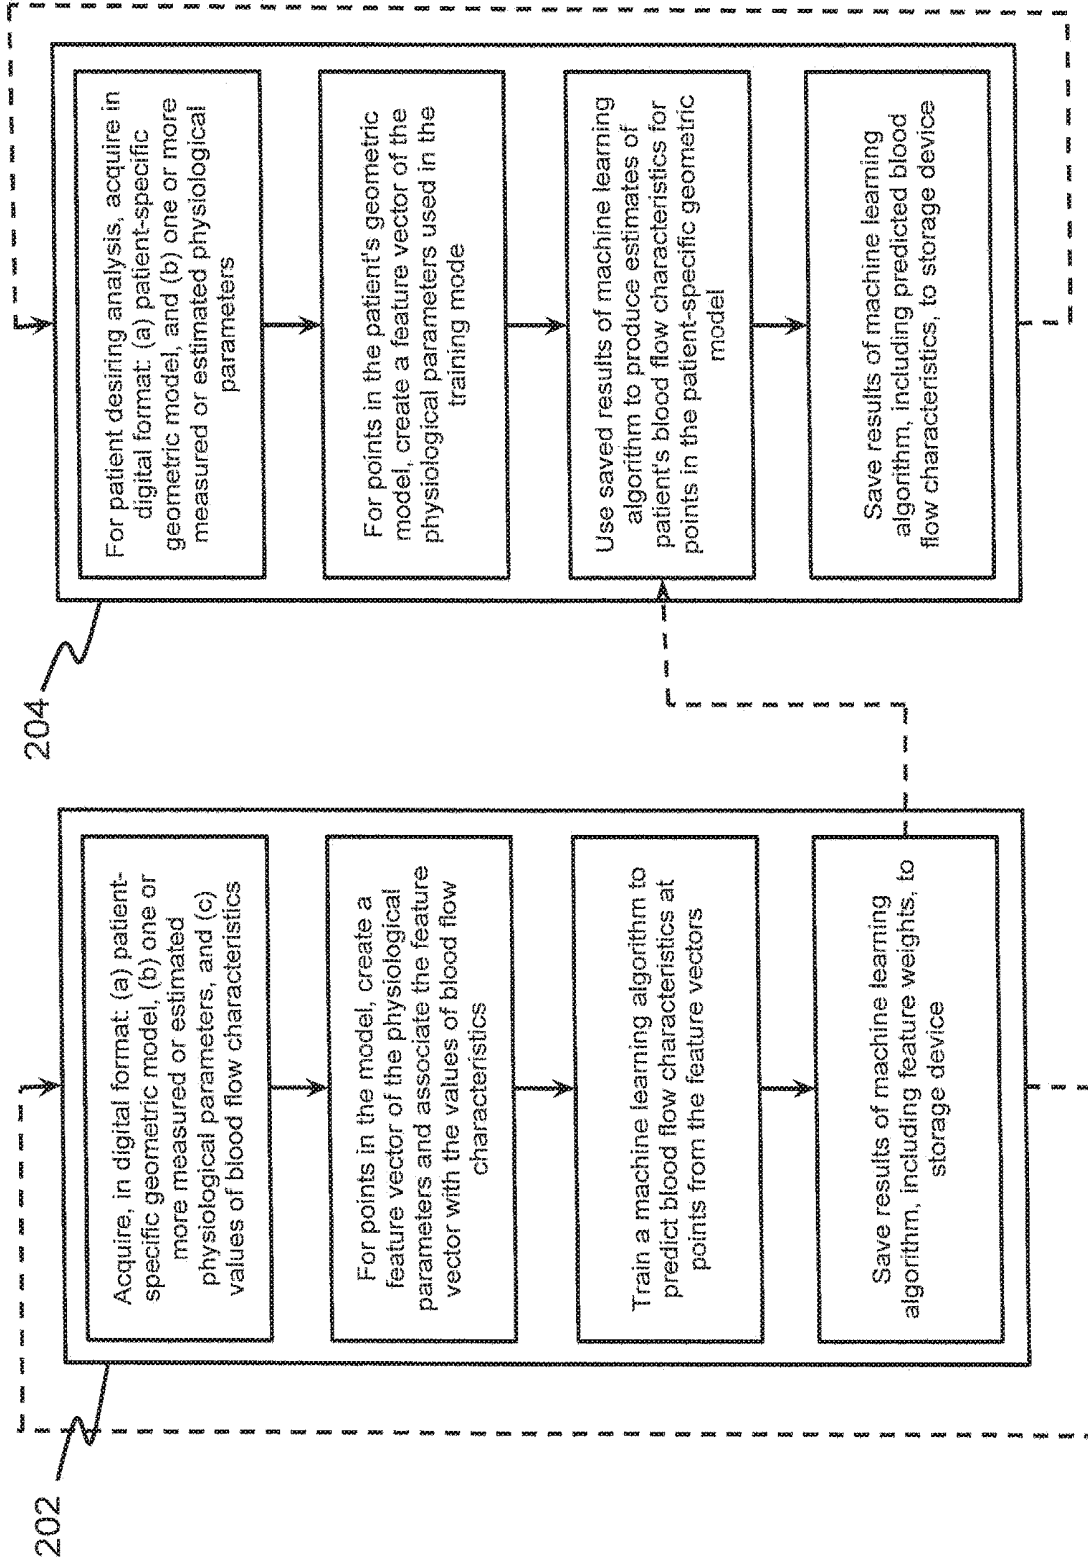 202
Acquire, in digital format: (a) patient-
specific geometric model, (b) one or
more measured or estimated
physiological parameters, and (c)
values of blood flow characteristics
For points in the model, create a
feature vector of the physiological
parameters and associate the feature
vector with the values of blood flow
characteristics
Train a machine learning algorithm to
predict blood flow characteristics at
points from the feature vectors
Save results of machine learning
algorithm, including feature weights, to
storage device
204
For patient desiring analysis, acquire in
digital format: (a) patient-specific
geometric model, and (b) one or more
measured or estimated physiological
parameters
For points in the patient's geometric
model, create a feature vector of the
physiological parameters used in the
training mode
Use saved results of machine learning
algorithm to produce estimates of
patient's blood flow characteristics for
points in the patient-specific geometric
model
Save results of machine learning
algorithm, including predicted blood
flow characteristics, to storage device